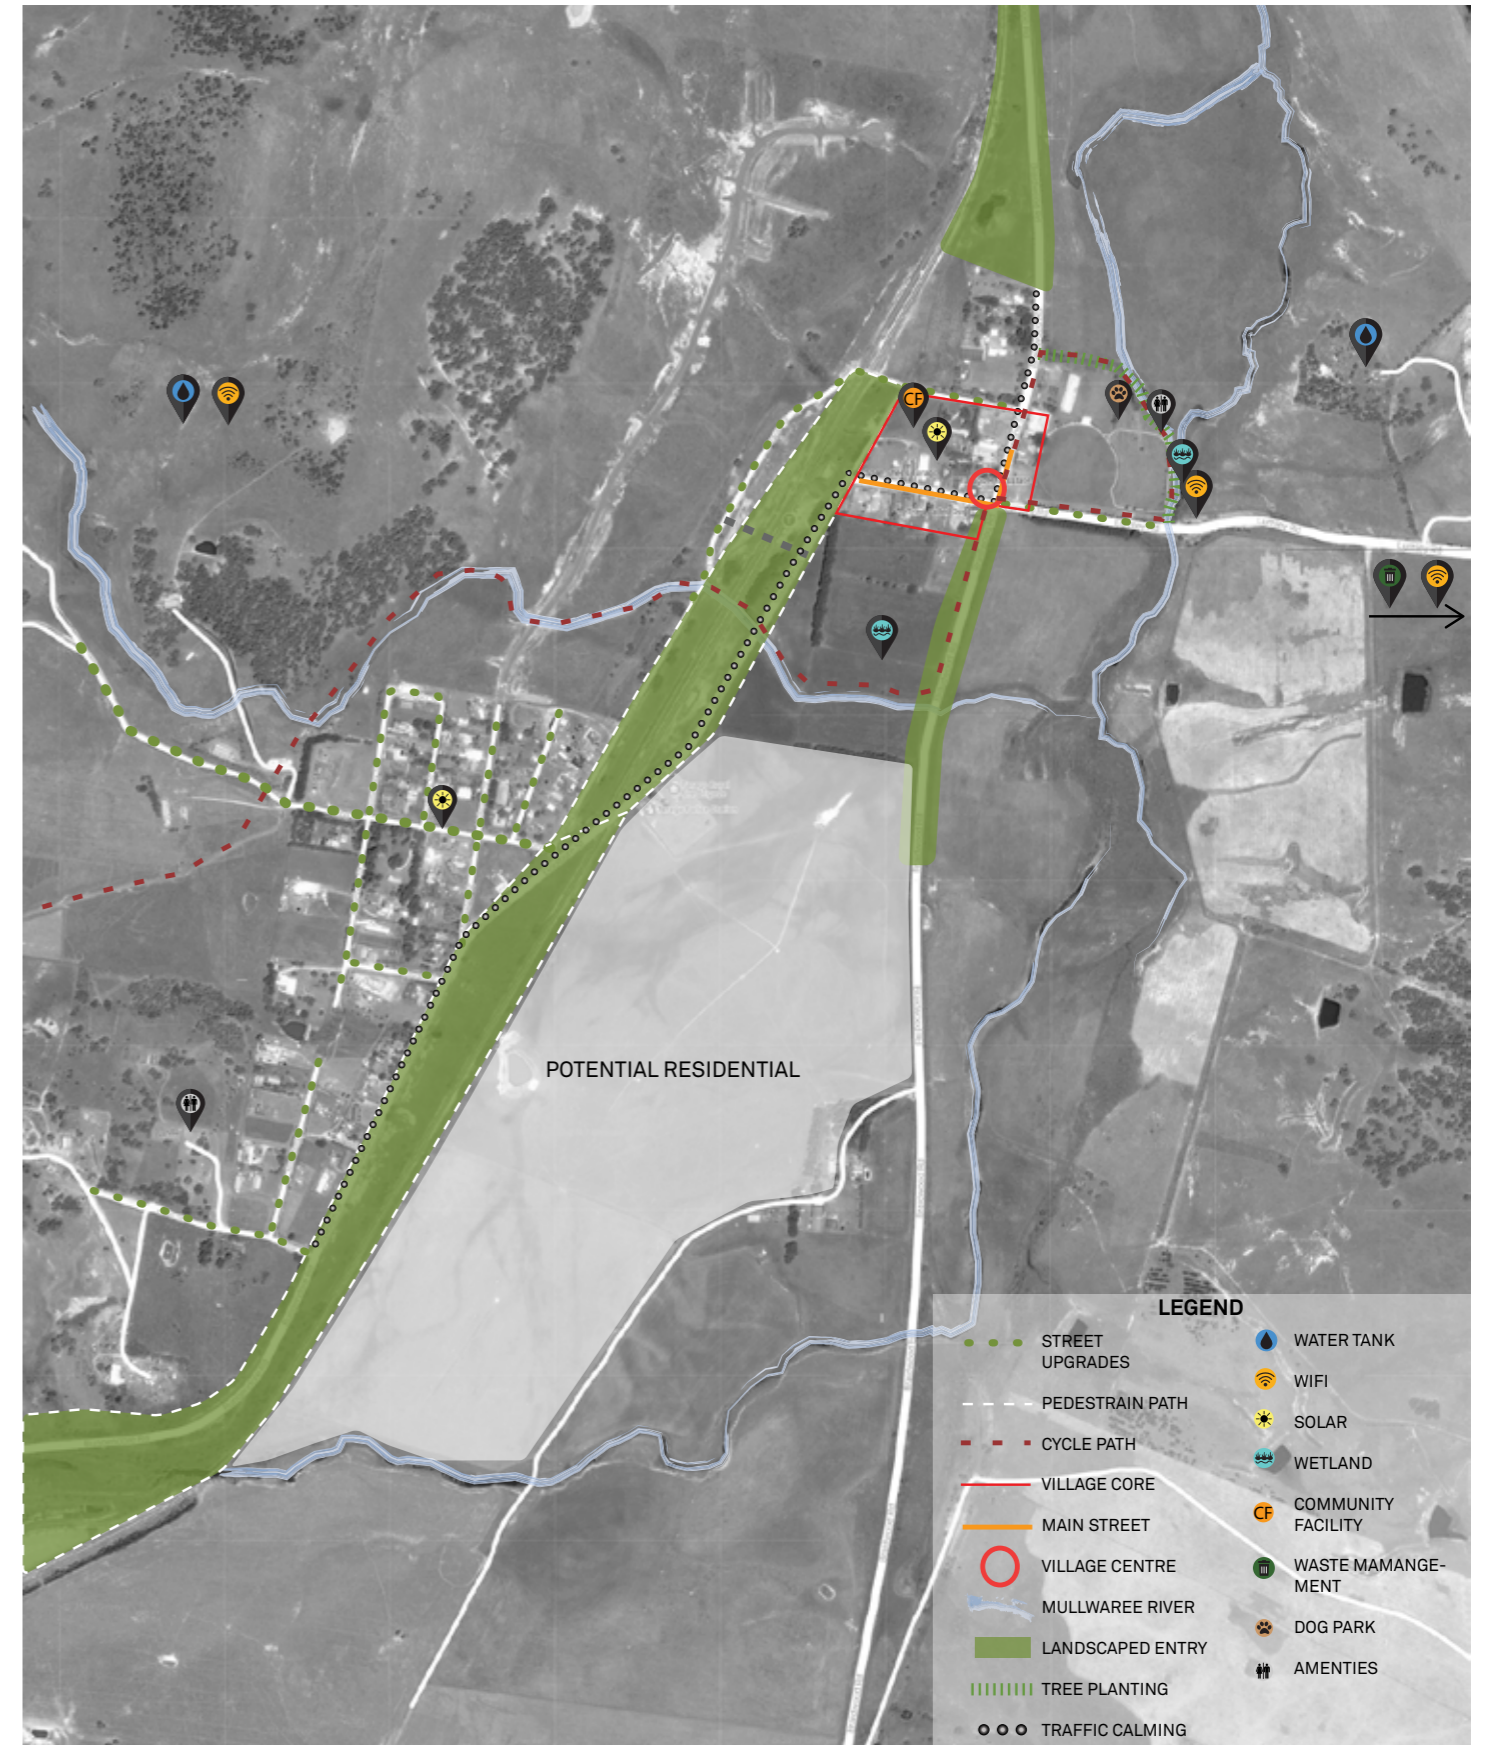 CF
POTENTIAL RESIDENTIAL
LEGEND
STREET
UPGRADES
PEDESTRAIN PATH
CYCLE PATH
VILLAGE CORE
MAIN STREET
VILLAGE CENTRE
MULLWAREE RIVER
LANDSCAPED ENTRY
TREE PLANTING
TRAFFIC CALMING
WATER TANK
WIFI
SOLAR
WETLAND
CF
COMMUNITY
FACILITY
WASTE MAMANGE-
MENT
DOG PARK
AMENTIES